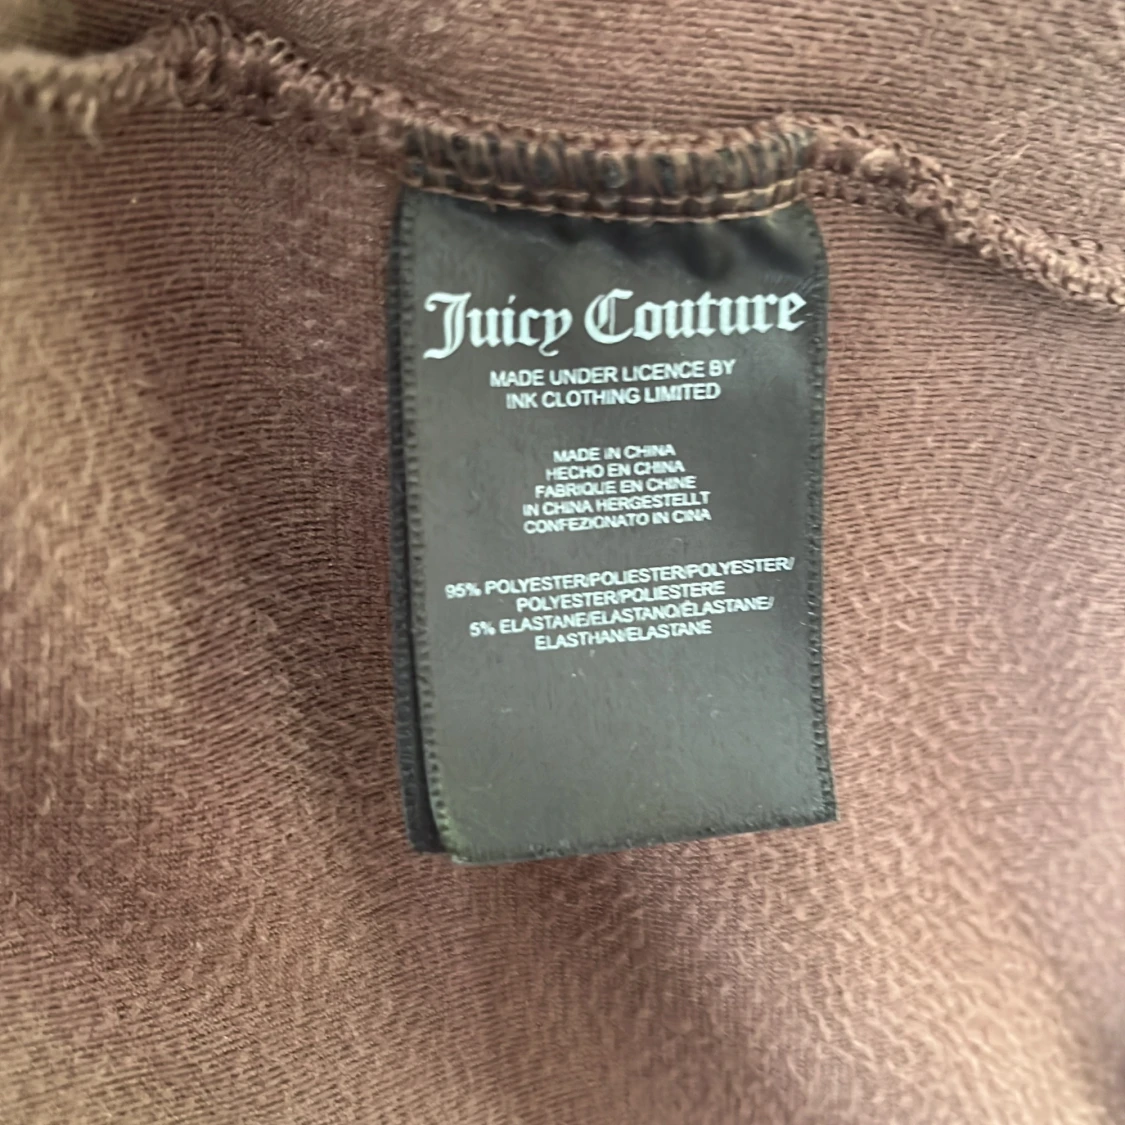 Juicy Couture
MADE UNDER LICENCE BY
INK CLOTHING LIMITED
MADE IN CHINA
HECHO EN CHINA
FABRIQUE EN CHINE
IN CHINA HERGESTELLT
CONFEZIONATO IN CINA
95% POLYESTER/POLIESTER/POLYESTER/
POLYESTER/POLIESTERE
5% ELASTANE/ELASTANO/ÉLASTANE/
ELASTHAN/ELASTANE